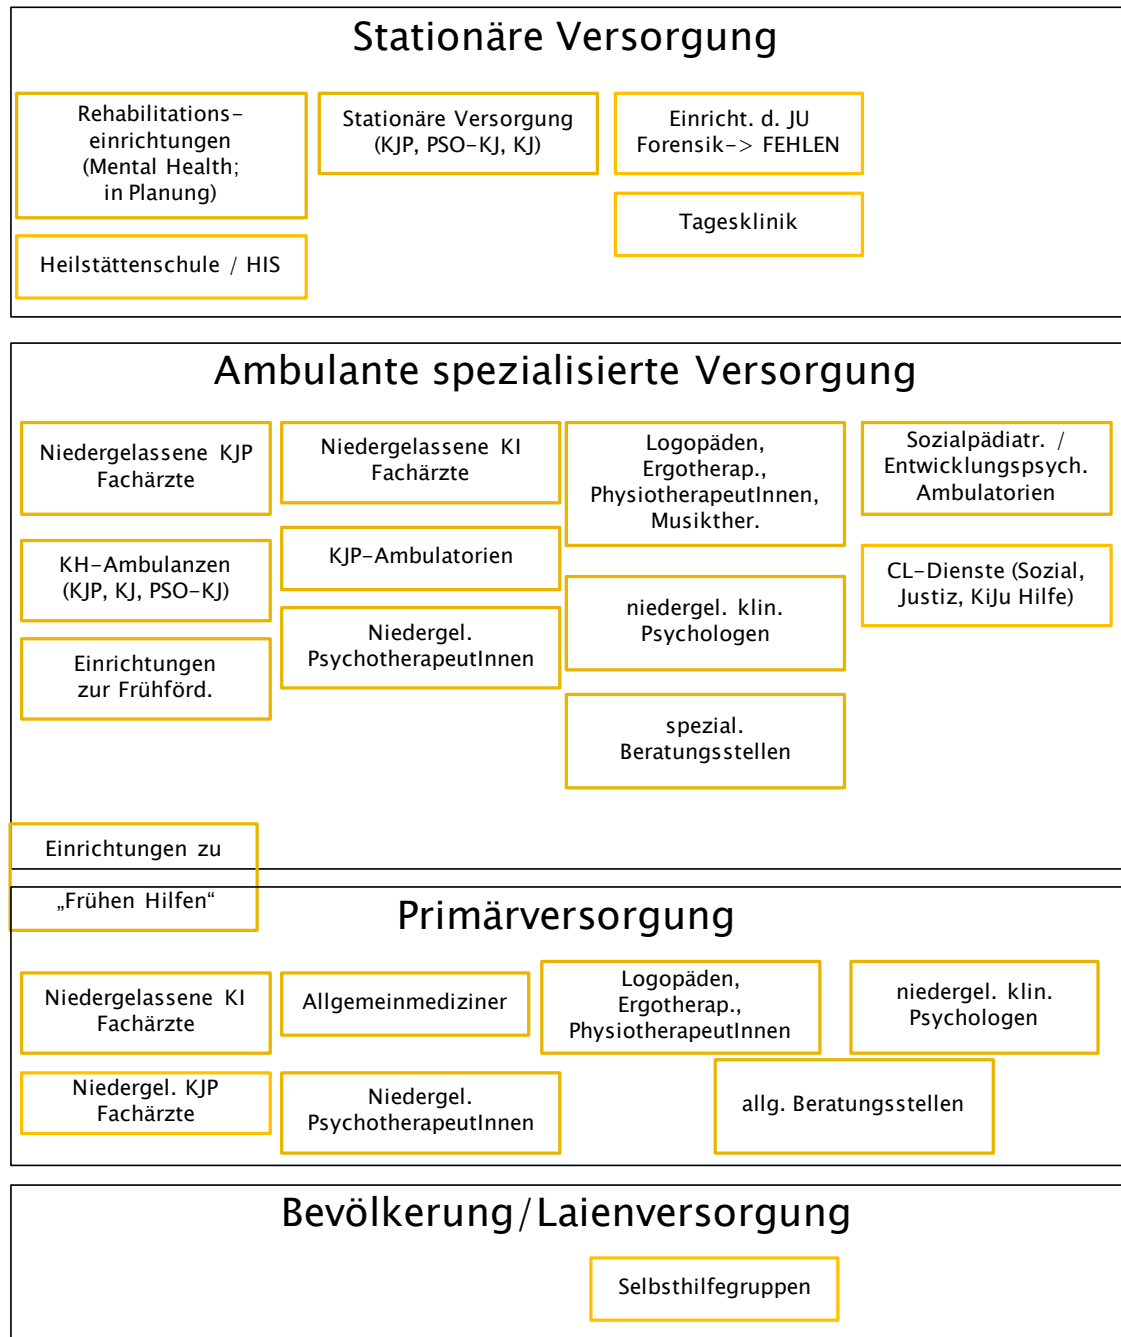 Stationäre Versorgung
Rehabilitations-
einrichtungen
(Mental Health;
in Planung)
Stationäre Versorgung
(KJP, PSO-KJ, KJ)
Einricht. d. JU
Forensik-> FEHLEN
Tagesklinik
Heilstättenschule / HIS
Ambulante spezialisierte Versorgung
Niedergelassene KJP
Fachärzte
Niedergelassene KI
Fachärzte
Logopäden,
Ergotherap.,
PhysiotherapeutInnen,
Musikther.
Sozialpädiatr. /
Entwicklungspsych.
Ambulatorien
KH-Ambulanzen
(KJP, KJ, PSO-KJ)
KJP-Ambulatorien
niedergel. klin.
Psychologen
CL-Dienste (Sozial,
Justiz, KiJu Hilfe)
Einrichtungen
zur Frühförd.
Niedergel.
PsychotherapeutInnen
spezial.
Beratungsstellen
Einrichtungen zu
„Frühen Hilfen“
Primärversorgung
Niedergelassene KI
Fachärzte
Allgemeinmediziner
Logopäden,
Ergotherap.,
PhysiotherapeutInnen
niedergel. klin.
Psychologen
Niedergel. KJP
Fachärzte
Niedergel.
PsychotherapeutInnen
allg. Beratungsstellen
Bevölkerung/Laienversorgung
Selbsthilfegruppen